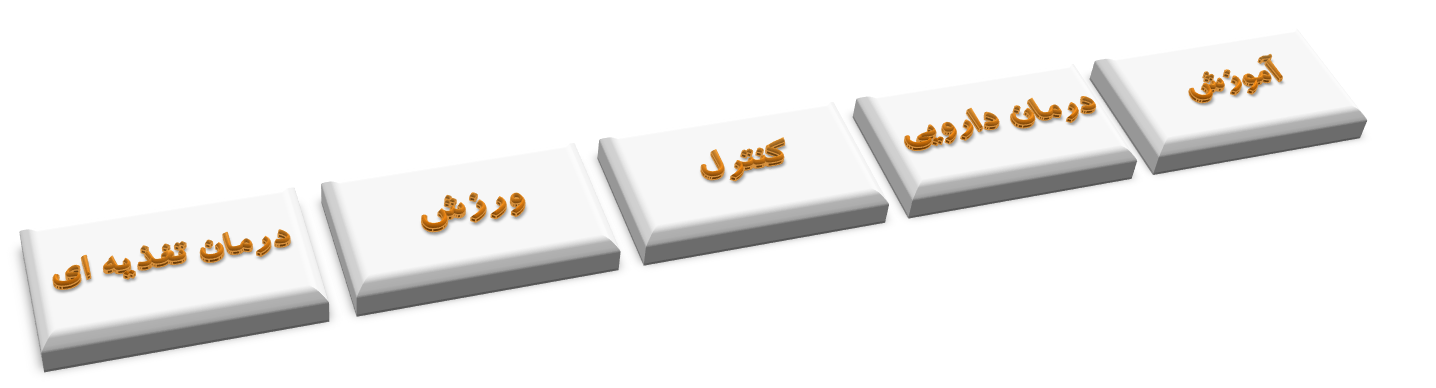 آموزش
درمان دارویی
کنترل
ورزش
درمان تغذیه ای